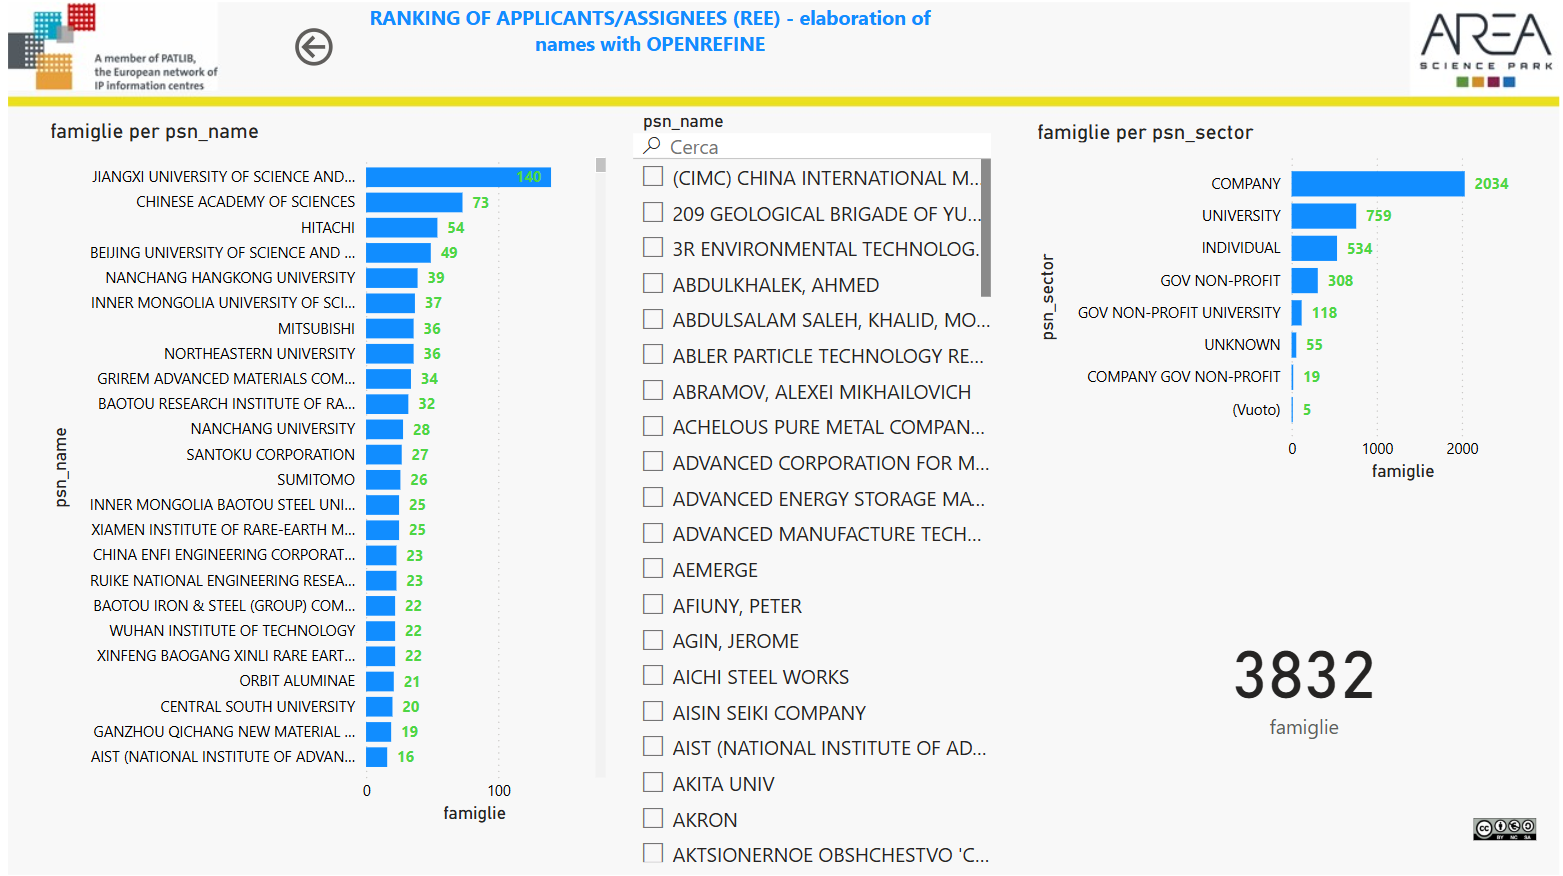 A member of PATLIB,
the European network of
IP information centres
RANKING OF APPLICANTS/ASSIGNEES (REE) - elaboration of
names with OPENREFINE
AREA
SCIENCE PARK
famiglie per psn_name
JIANGXI UNIVERSITY OF SCIENCE AND... 140
CHINESE ACADEMY OF SCIENCES 73
HITACHI 54
BEIJING UNIVERSITY OF SCIENCE AND ... 49
NANCHANG HANGKONG UNIVERSITY 39
INNER MONGOLIA UNIVERSITY OF SCI... 37
MITSUBISHI 36
NORTHEASTERN UNIVERSITY 36
GRIREM ADVANCED MATERIALS COM... 34
BAOTOU RESEARCH INSTITUTE OF RA... 32
NANCHANG UNIVERSITY 28
SANTOKU CORPORATION 27
SUMITOMO 26
INNER MONGOLIA BAOTOU STEEL UNI... 25
XIAMEN INSTITUTE OF RARE-EARTH M... 25
CHINA ENFI ENGINEERING CORPORAT... 23
RUIKE NATIONAL ENGINEERING RESEA... 23
BAOTOU IRON & STEEL (GROUP) COM... 22
WUHAN INSTITUTE OF TECHNOLOGY 22
XINFENG BAOGANG XINLI RARE EART... 22
ORBIT ALUMINAE 21
CENTRAL SOUTH UNIVERSITY 20
GANZHOU QICHANG NEW MATERIAL ... 19
AIST (NATIONAL INSTITUTE OF ADVAN... 16
psn_name
0 100
famiglie
psn_name
Cerca
(CIMC) CHINA INTERNATIONAL M...
209 GEOLOGICAL BRIGADE OF YU...
3R ENVIRONMENTAL TECHNOLOG...
ABDULKHALEK, AHMED
ABDULSALAM SALEH, KHALID, MO...
ABLER PARTICLE TECHNOLOGY RE...
ABRAMOV, ALEXEI MIKHAILOVICH
ACHELOUS PURE METAL COMPAN...
ADVANCED CORPORATION FOR M...
ADVANCED ENERGY STORAGE MA...
ADVANCED MANUFACTURE TECH...
AEMERGE
AFIUNY, PETER
AGIN, JEROME
AICHI STEEL WORKS
AISIN SEIKI COMPANY
AIST (NATIONAL INSTITUTE OF AD...
AKITA UNIV
AKRON
AKTSIONERNOE OBSHCHESTVO 'C...
famiglie per psn_sector
COMPANY 2034
UNIVERSITY 759
INDIVIDUAL 534
GOV NON-PROFIT 308
GOV NON-PROFIT UNIVERSITY 118
UNKNOWN 55
COMPANY GOV NON-PROFIT 19
(Vuoto) 5
psn_sector
0 1000 2000
famiglie
3832
famiglie
cc
BY NC SA